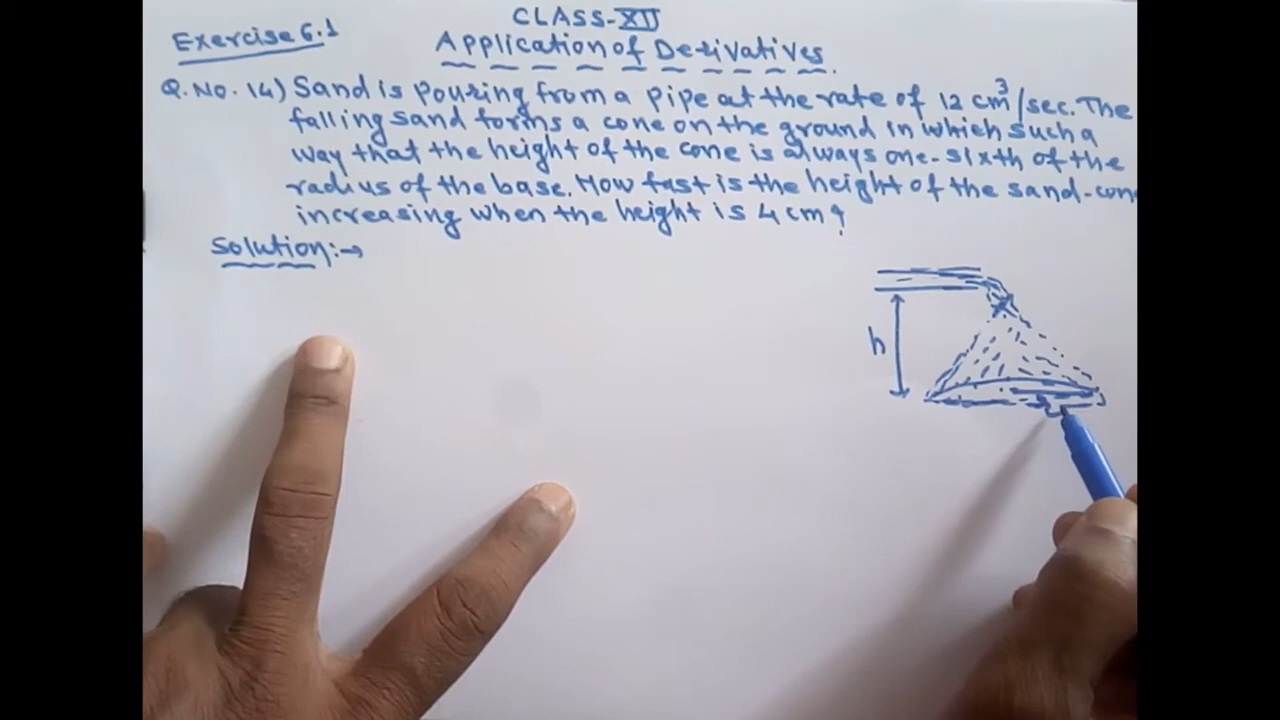 CLASS-XII
Exercise 6.1
Application of Derivatives.
Q.No. 14) Sand is pouring from a pipe at the rate of 12 cm³/sec. The
falling sand forms a cone on the ground in which such a
way that the height of the cone is always one-sixth of the
radius of the base. How fast is the height of the sand-cone
increasing when the height is 4 cm?
Solution:→
h